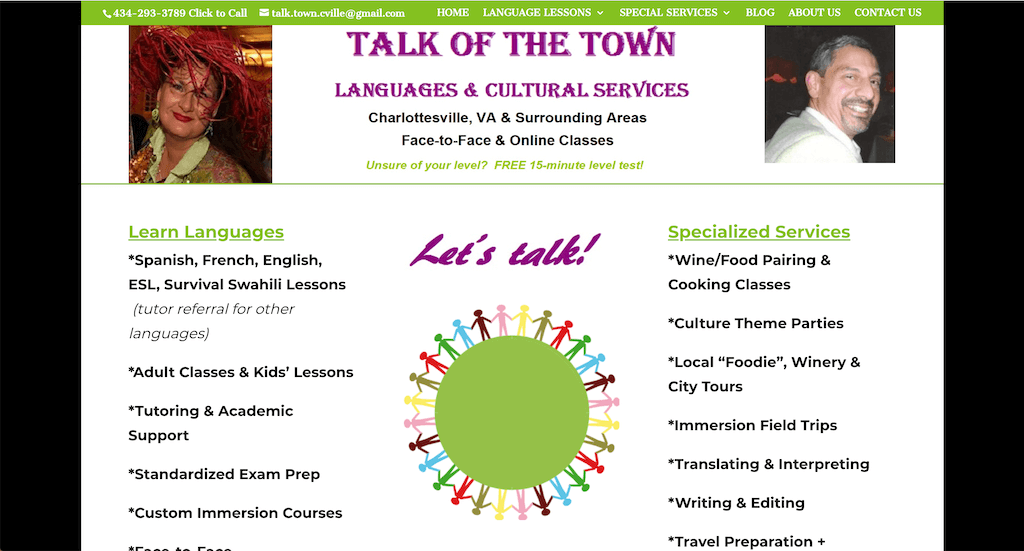 434-293-3789 Click to Call
talk.town.cville@gmail.com
HOME
LANGUAGE LESSONS
SPECIAL SERVICES
BLOG
ABOUT US
CONTACT US
TALK OF THE TOWN
LANGUAGES & CULTURAL SERVICES
Charlottesville, VA & Surrounding Areas
Face-to-Face & Online Classes
Unsure of your level? FREE 15-minute level test!
Learn Languages
*Spanish, French, English,
ESL, Survival Swahili Lessons
(tutor referral for other
languages)
*Adult Classes & Kids’ Lessons
*Tutoring & Academic
Support
*Standardized Exam Prep
*Custom Immersion Courses
*Face-to-Face
Let's talk!
Specialized Services
*Wine/Food Pairing &
Cooking Classes
*Culture Theme Parties
*Local “Foodie”, Winery &
City Tours
*Immersion Field Trips
*Translating & Interpreting
*Writing & Editing
*Travel Preparation +